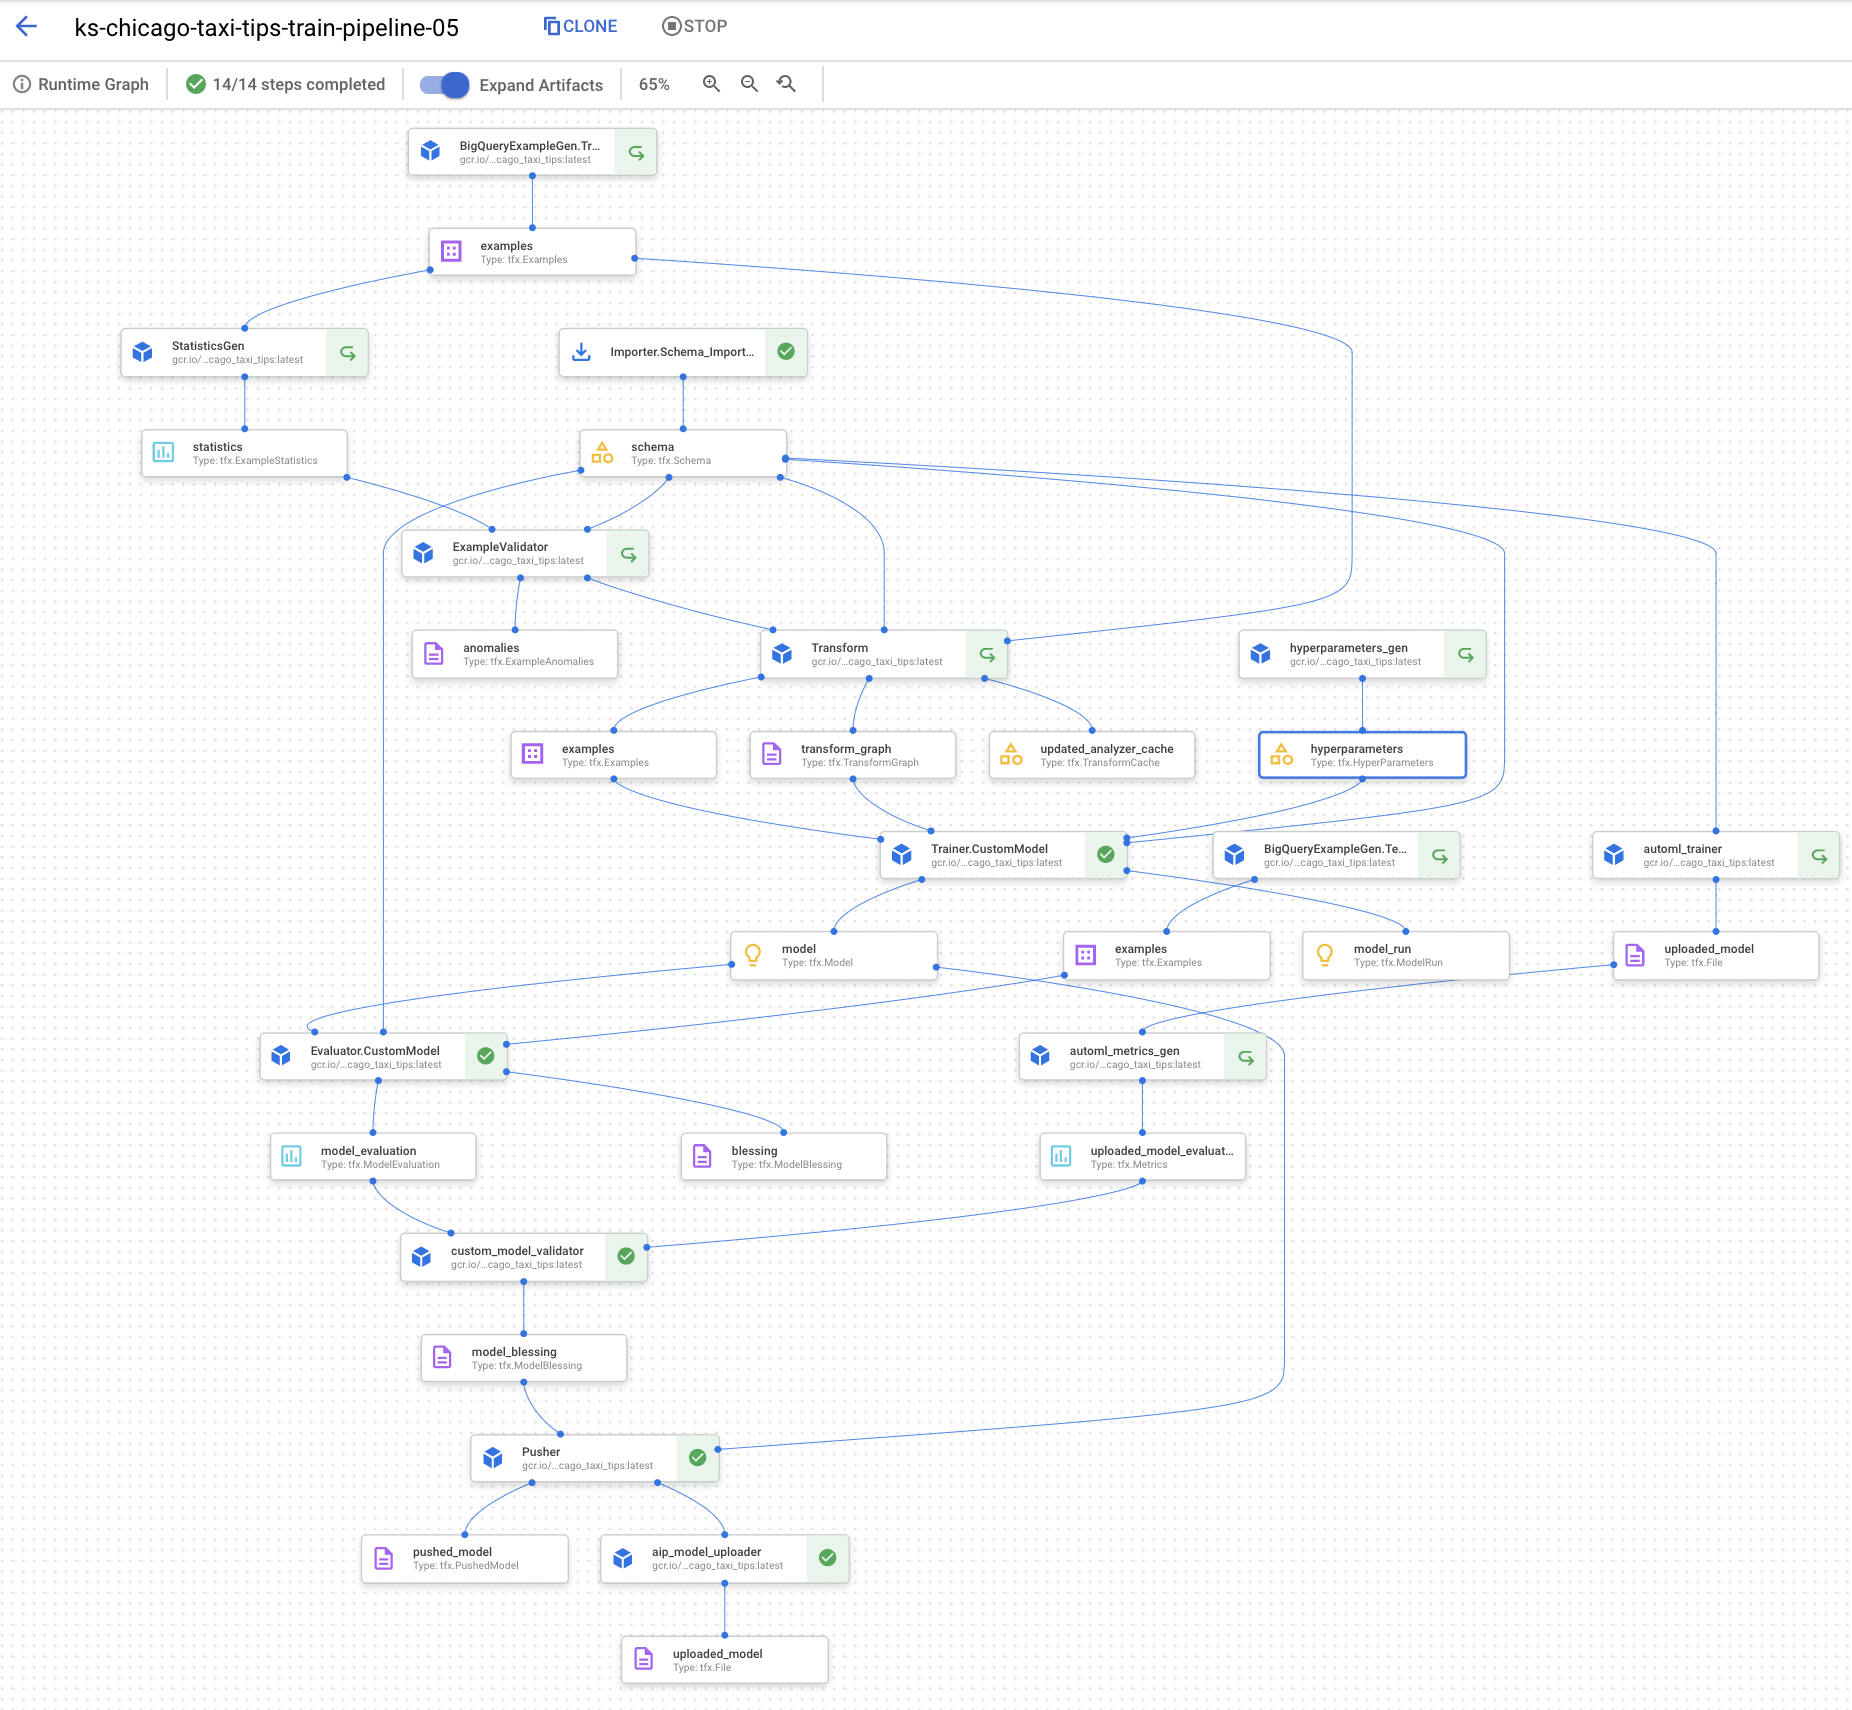 ks-chicago-taxi-tips-train-pipeline-05
CLONE
STOP
Runtime Graph
14/14 steps completed
Expand Artifacts
65%
BigQueryExampleGen.Tr...
gcr.io/...cago_taxi_tips:latest
examples
Type: tfx.Examples
StatisticsGen
gcr.io/...cago_taxi_tips:latest
Importer.Schema_Import...
statistics
Type: tfx.ExampleStatistics
schema
Type: tfx.Schema
ExampleValidator
gcr.io/...cago_taxi_tips:latest
anomalies
Type: tfx.ExampleAnomalies
Transform
gcr.io/...cago_taxi_tips:latest
hyperparameters_gen
gcr.io/...cago_taxi_tips:latest
examples
Type: tfx.Examples
transform_graph
Type: tfx.TransformGraph
updated_analyzer_cache
Type: tfx.TransformCache
hyperparameters
Type: tfx.HyperParameters
Trainer.CustomModel
gcr.io/...cago_taxi_tips:latest
BigQueryExampleGen.Te...
gcr.io/...cago_taxi_tips:latest
automl_trainer
gcr.io/...cago_taxi_tips:latest
model
Type: tfx.Model
examples
Type: tfx.Examples
model_run
Type: tfx.ModelRun
uploaded_model
Type: tfx.File
Evaluator.CustomModel
gcr.io/...cago_taxi_tips:latest
automl_metrics_gen
gcr.io/...cago_taxi_tips:latest
model_evaluation
Type: tfx.ModelEvaluation
blessing
Type: tfx.ModelBlessing
uploaded_model_evaluat...
Type: tfx.Metrics
custom_model_validator
gcr.io/...cago_taxi_tips:latest
model_blessing
Type: tfx.ModelBlessing
Pusher
gcr.io/...cago_taxi_tips:latest
pushed_model
Type: tfx.PushedModel
aip_model_uploader
gcr.io/...cago_taxi_tips:latest
uploaded_model
Type: tfx.File